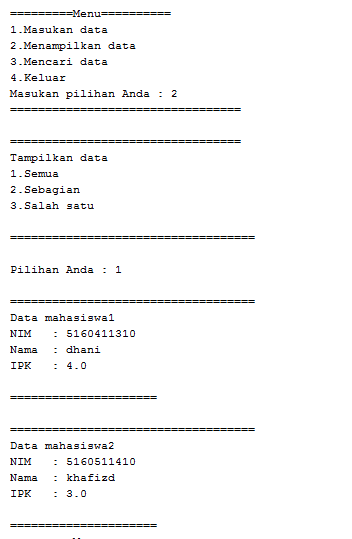 =========Menu==========
1.Masukan data
2.Menampilkan data
3.Mencari data
4.Keluar
Masukan pilihan Anda : 2
=================================
=================================
Tampilkan data
1.Semua
2.Sebagian
3.Salah satu
===================================
Pilihan Anda : 1
===================================
Data mahasiswa1
NIM   : 5160411310
Nama  : dhani
IPK   : 4.0
=====================
===================================
Data mahasiswa2
NIM   : 5160511410
Nama  : khafizd
IPK   : 3.0
=====================